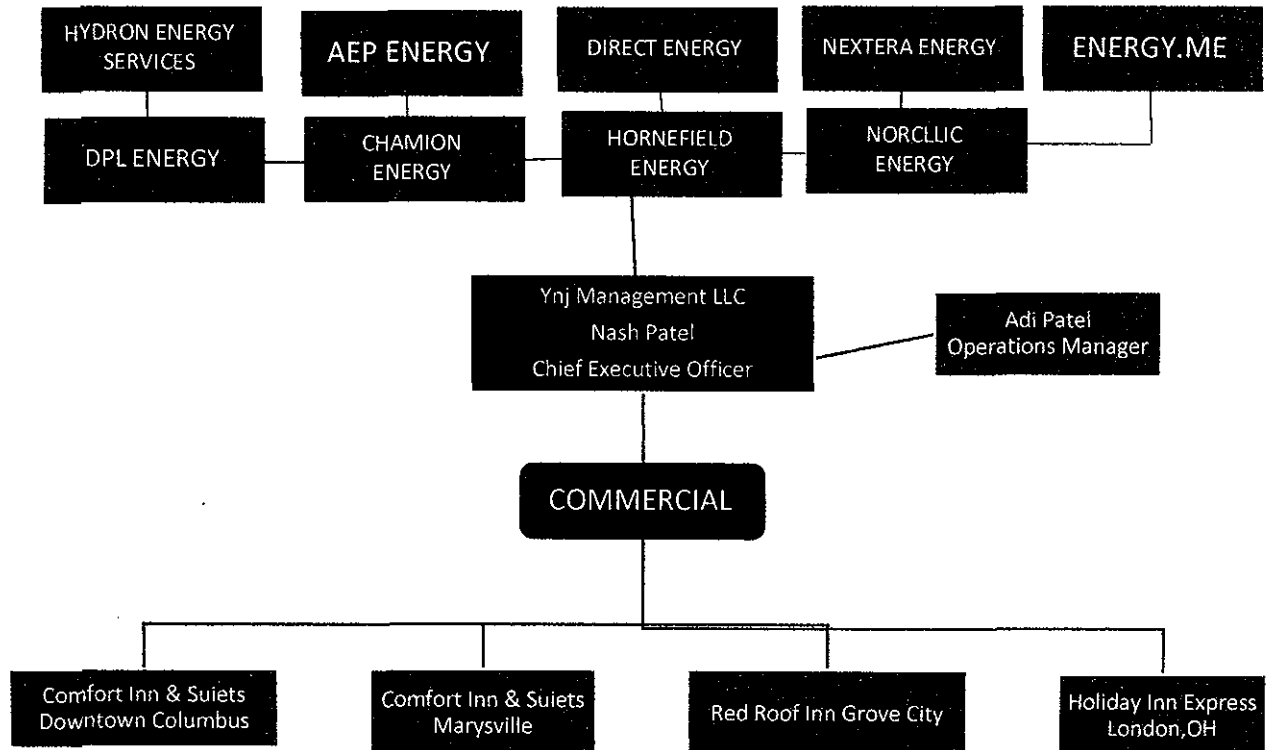 HYDRON ENERGY
SERVICES
AEP ENERGY
DIRECT ENERGY
NEXTERA ENERGY
ENERGY.ME
DPL ENERGY
CHAMION
ENERGY
HORNEFIELD
ENERGY
NORCLLIC
ENERGY
Ynj Management LLC
Nash Patel
Chief Executive Officer
Adi Patel
Operations Manager
COMMERCIAL
Comfort Inn & Suiets
Downtown Columbus
Comfort Inn & Suiets
Marysville
Red Roof Inn Grove City
Holiday Inn Express
London,OH